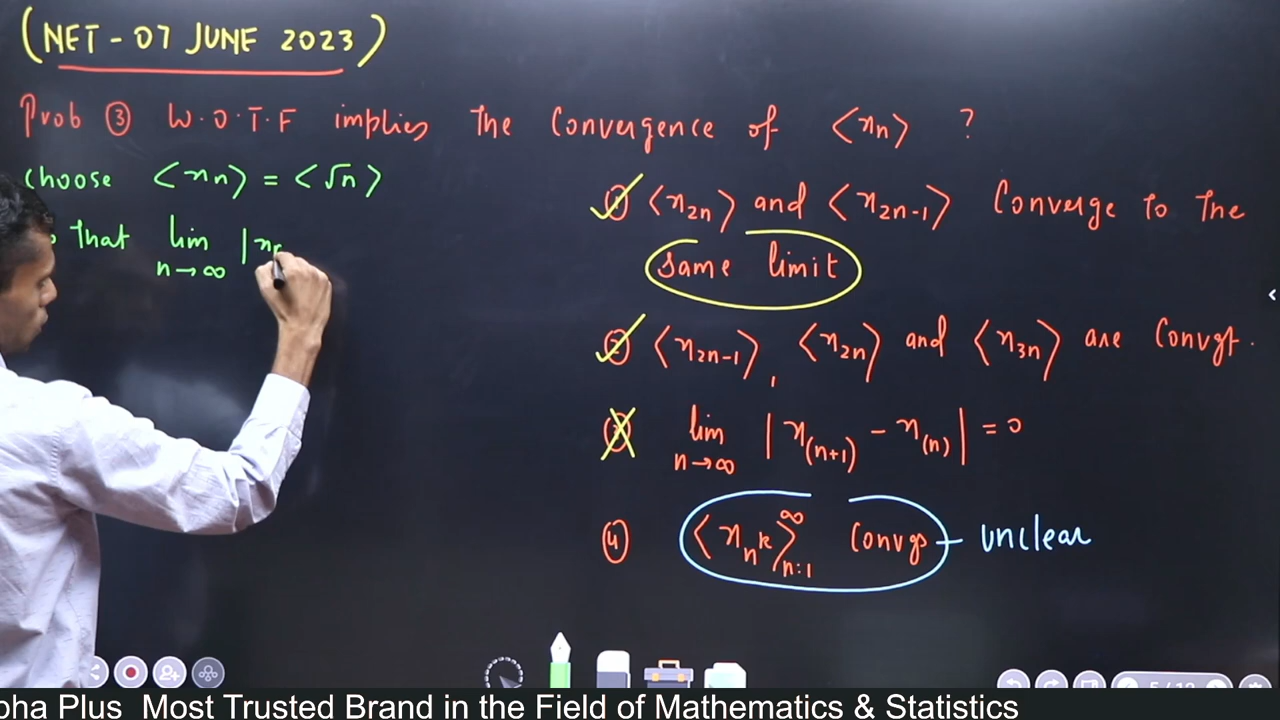 (NET - 07 JUNE 2023)
Prob ③ W.O.T.F implies the Convergence of <xn> ?
choose <xn> = <√n>
that lim n→∞ |x
① <x2n> and <x2n-1> Converge to the
same limit
② <x2n-1>, <x2n> and <x3n> are Convgt.
③ lim n→∞ |x(n+1) - x(n)| = 0
④ <xn^k>∞n=1 Convgs - unclear
pha Plus Most Trusted Brand in the Field of Mathematics & Statistics